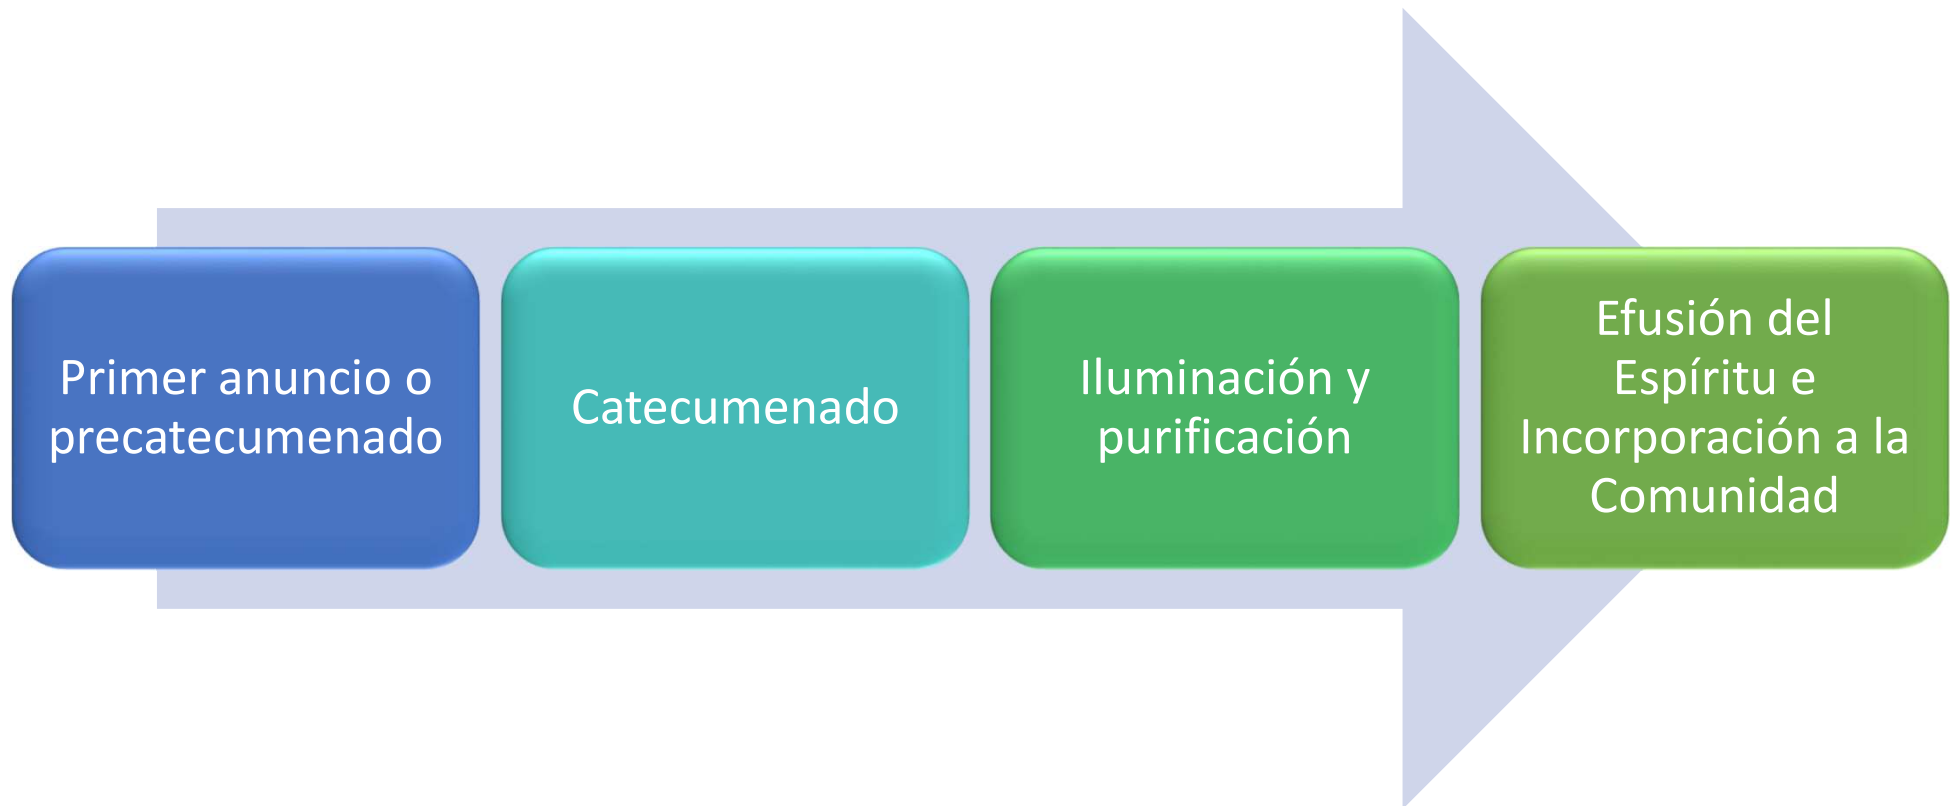 Primer anuncio o
precatecumenado
Catecumenado
Iluminación y
purificación
Efusión del
Espíritu e
Incorporación a la
Comunidad